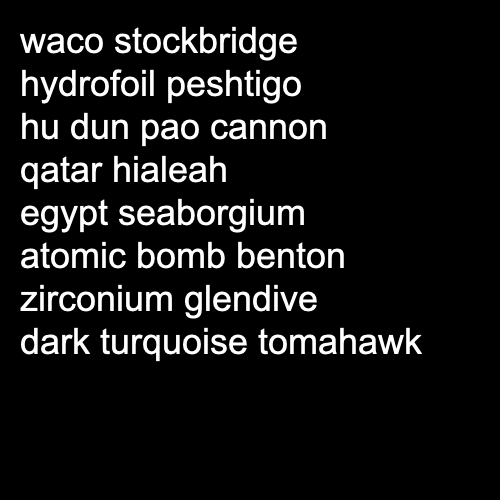 waco stockbridge
hydrofoil peshtigo
hu dun pao cannon
qatar hialeah
egypt seaborgium
atomic bomb benton
zirconium glendive
dark turquoise tomahawk